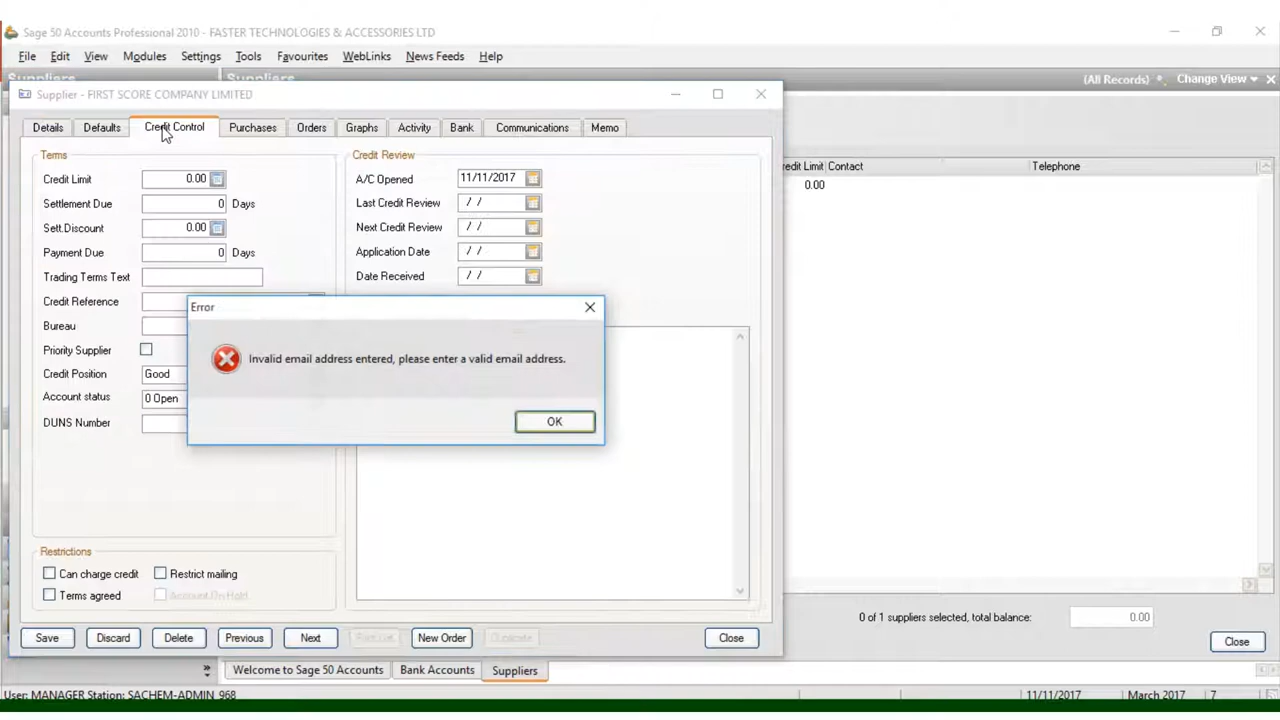 Sage 50 Accounts Professional 2010 - FASTER TECHNOLOGIES & ACCESSORIES LTD
File Edit View Modules Settings Tools Favourites WebLinks News Feeds Help
Suppliers Suppliers (All Records) Change View
Supplier - FIRST SCORE COMPANY LIMITED
Details Defaults Credit Control Purchases Orders Graphs Activity Bank Communications Memo
Terms Credit Review
Credit Limit 0.00 A/C Opened 11/11/2017
Settlement Due 0 Days Last Credit Review / /
Sett.Discount 0.00 Next Credit Review / /
Payment Due 0 Days Application Date / /
Trading Terms Text Date Received / /
Credit Reference
Bureau
Priority Supplier
Credit Position Good
Account status 0 Open
DUNS Number
Error
Invalid email address entered, please enter a valid email address.
OK
Limit Contact Telephone
0.00
Restrictions
Can charge credit Restrict mailing
Terms agreed Account On Hold
Save Discard Delete Previous Next Print List New Order Duplicate Close
0 of 1 suppliers selected, total balance: 0.00
Close
Welcome to Sage 50 Accounts Bank Accounts Suppliers
User: MANAGER Station: SACHEM-ADMIN_968 11/11/2017 March 2017 7